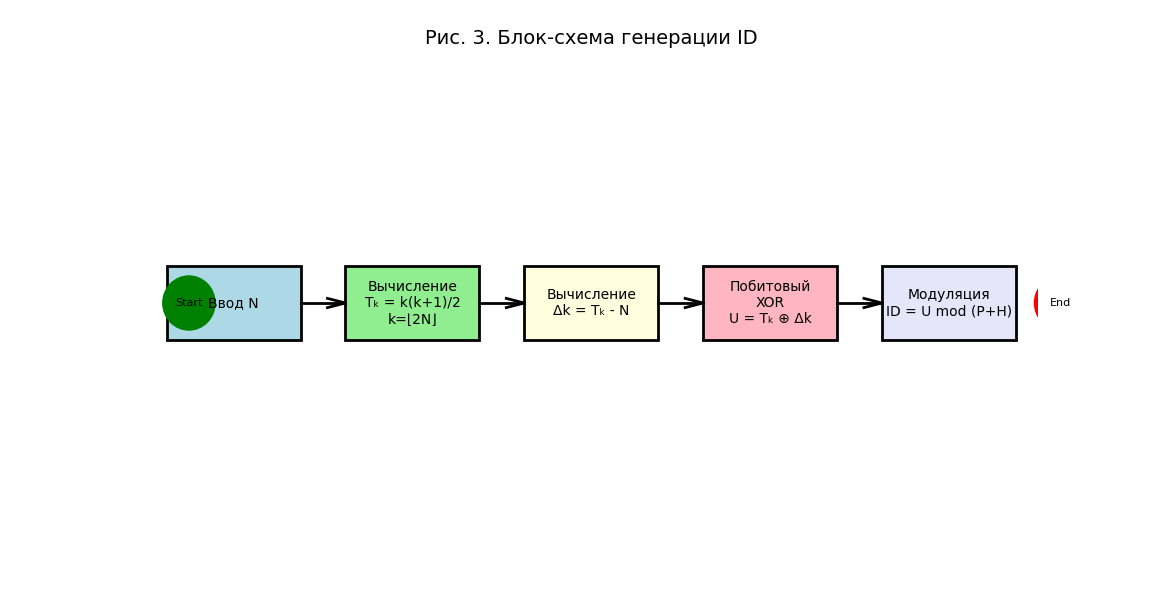 Рис. 3. Блок-схема генерации ID
Start
Ввод N
Вычисление
Tₖ = k(k+1)/2
k=⌊2N⌋
Вычисление
Δk = Tₖ - N
Побитовый
XOR
U = Tₖ ⊕ Δk
Модуляция
ID = U mod (P+H)
End